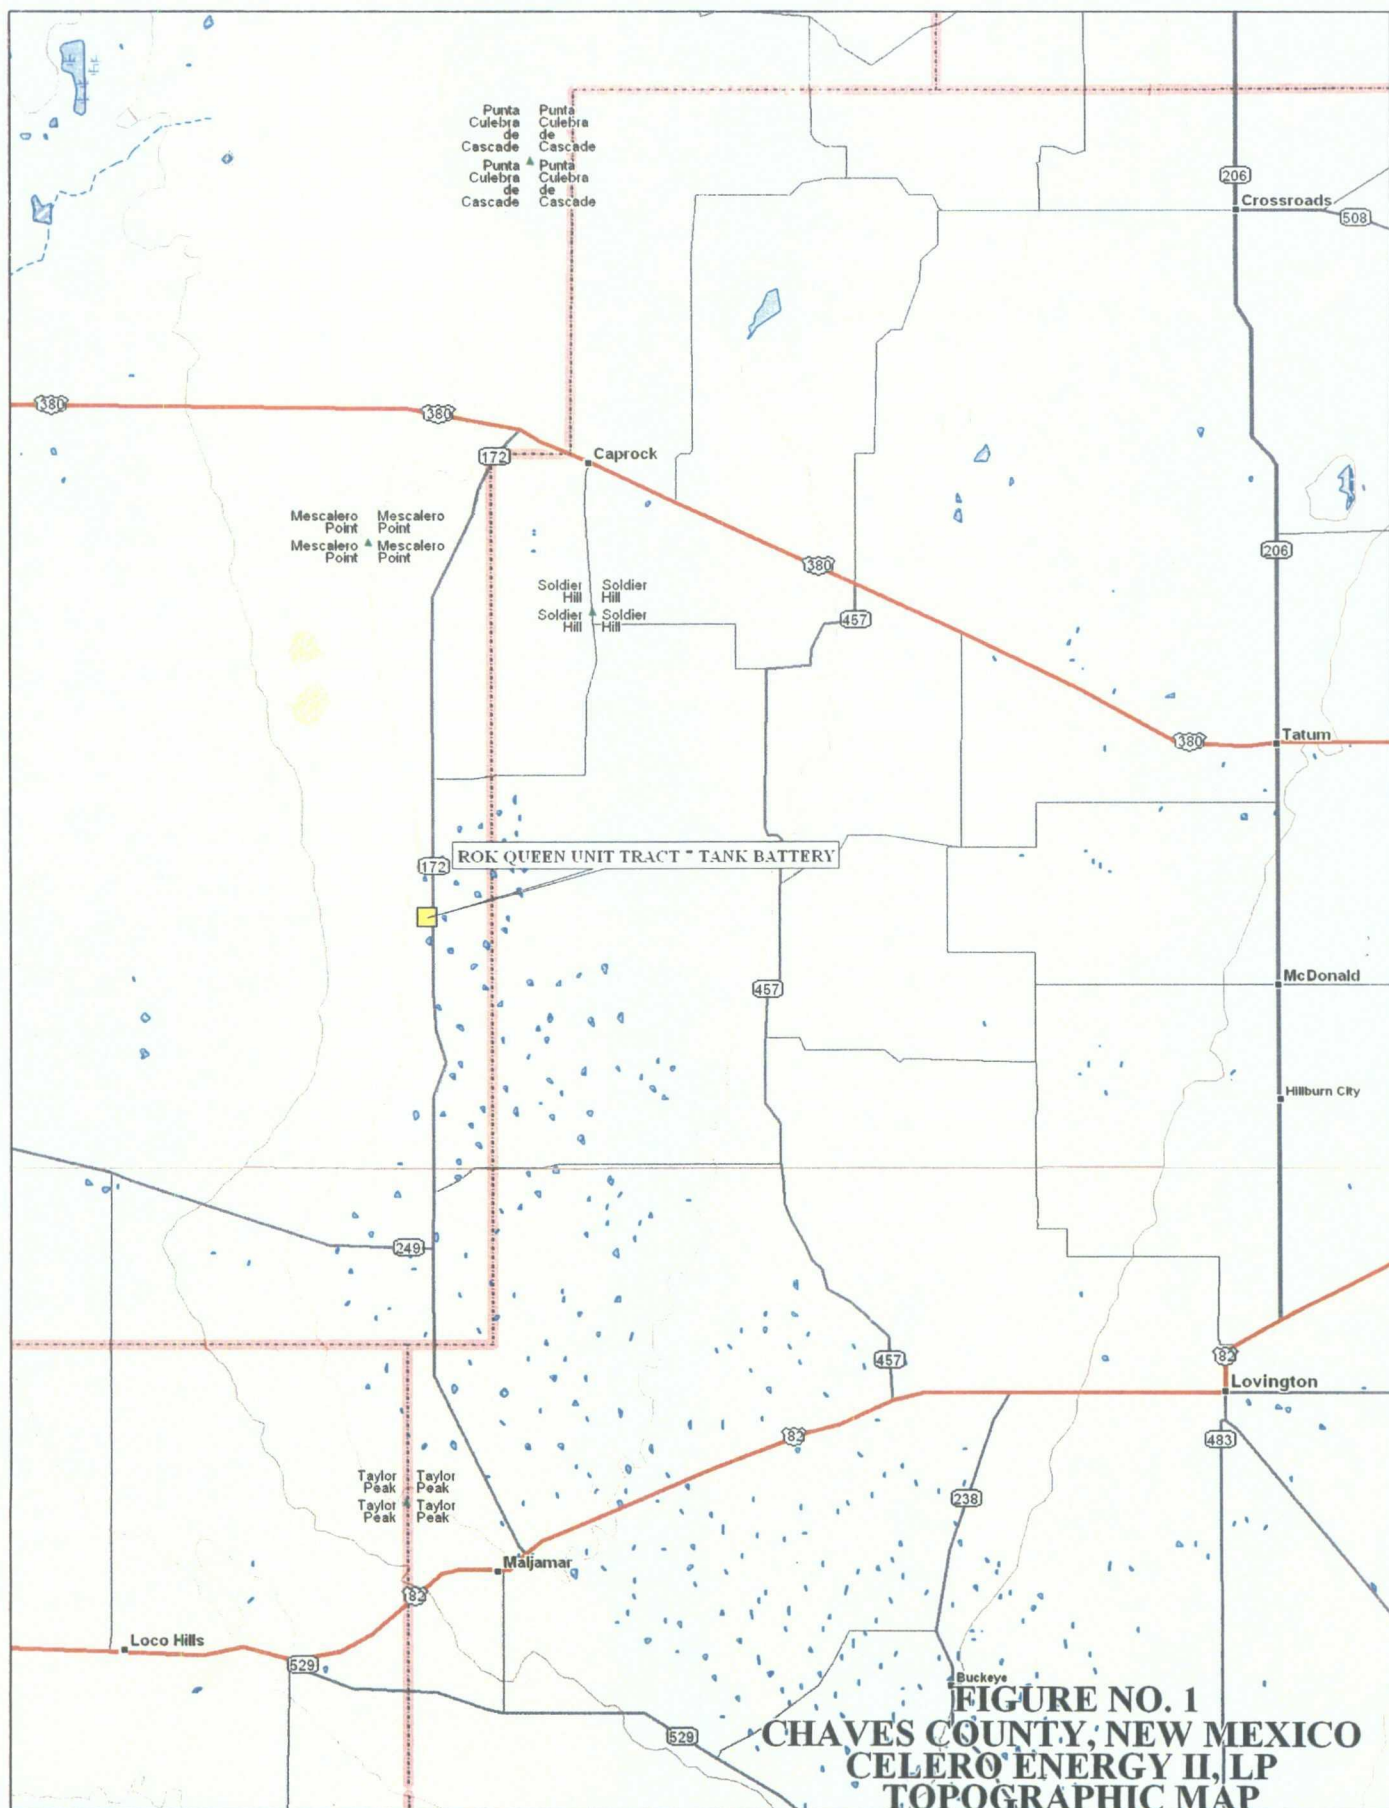 Punta Punta
Culebra Culebra
de de
Cascade Cascade
Punta Punta
Culebra Culebra
de de
Cascade Cascade
206
Crossroads
508
380
380
172
Caprock
Mescalero Mescalero
Point Point
Mescalero Mescalero
Point Point
206
380
Soldier Soldier
Hill Hill
Soldier Soldier
Hill Hill
457
380
Tatum
ROK QUEEN UNIT TRACT " TANK BATTERY
172
457
McDonald
Hillburn City
249
82
457
Lovington
82
483
Taylor Taylor
Peak Peak
Taylor Taylor
Peak Peak
238
Maljamar
82
Loco Hills
529
Buckeye
529
FIGURE NO. 1
CHAVES COUNTY, NEW MEXICO
CELERO ENERGY II, LP
TOPOGRAPHIC MAP